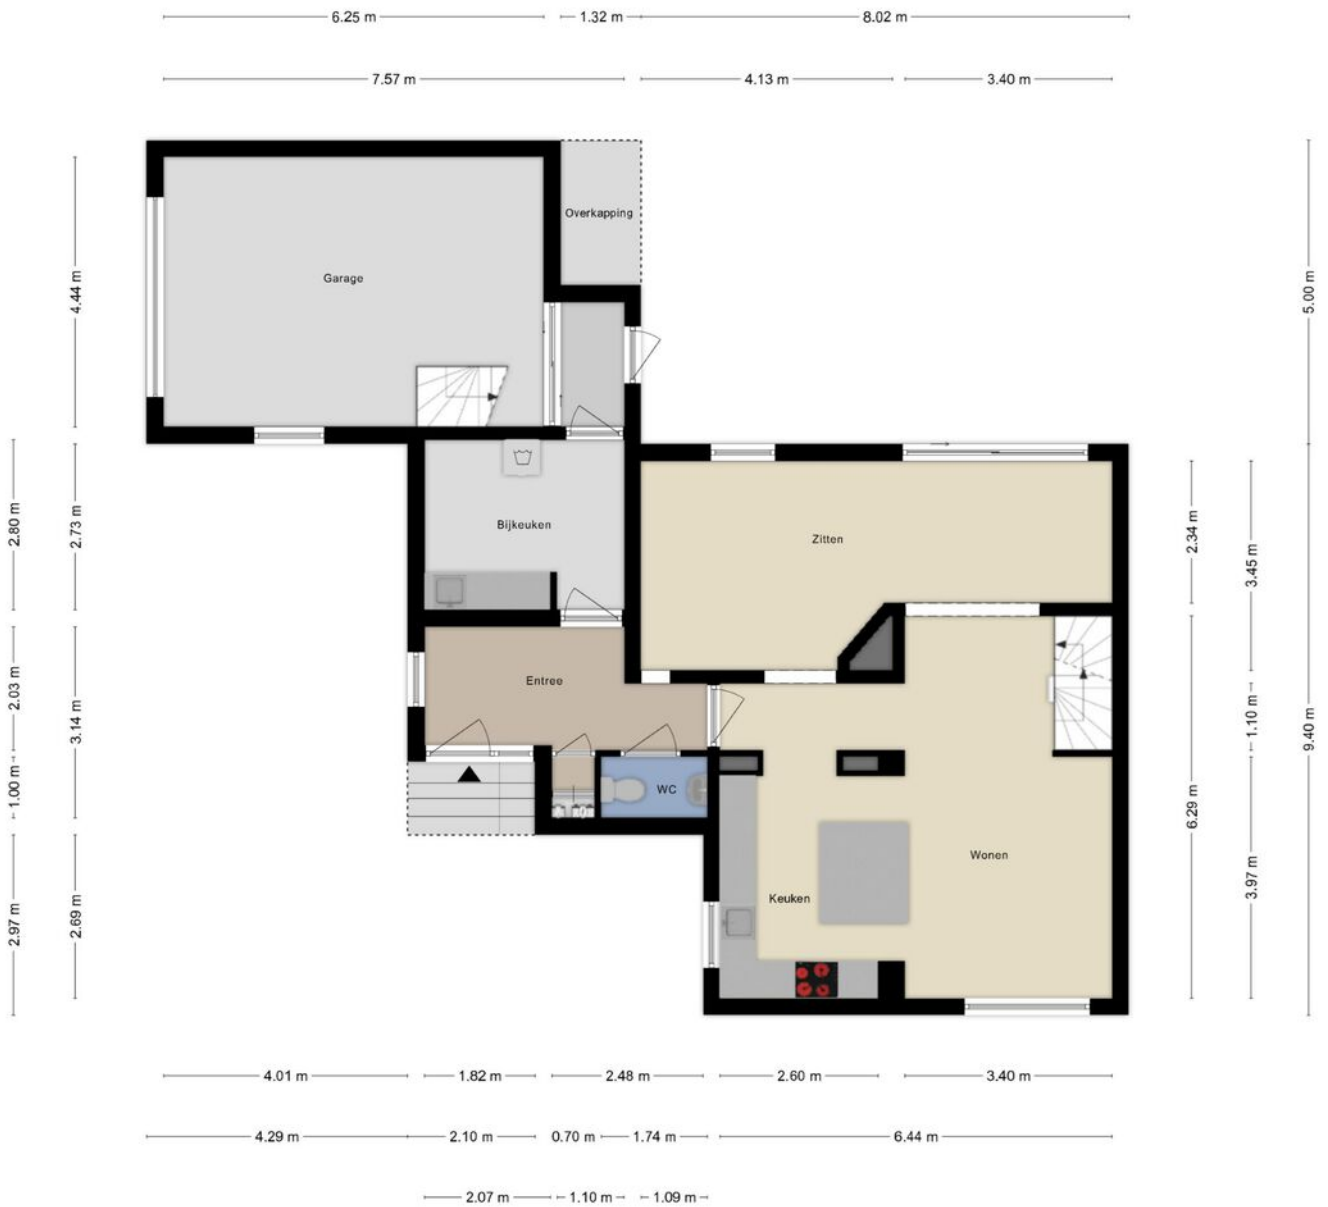 6.25 m
1.32 m
8.02 m
7.57 m
4.13 m
3.40 m
Overkapping
Garage
4.44 m
5.00 m
Bijkeuken
Zitten
2.80 m
2.73 m
2.34 m
3.45 m
Entree
2.03 m
3.14 m
1.10 m
9.40 m
1.00 m
WC
6.29 m
Wonen
Keuken
2.97 m
2.69 m
3.97 m
4.01 m
1.82 m
2.48 m
2.60 m
3.40 m
4.29 m
2.10 m
0.70 m
1.74 m
6.44 m
2.07 m
1.10 m
1.09 m